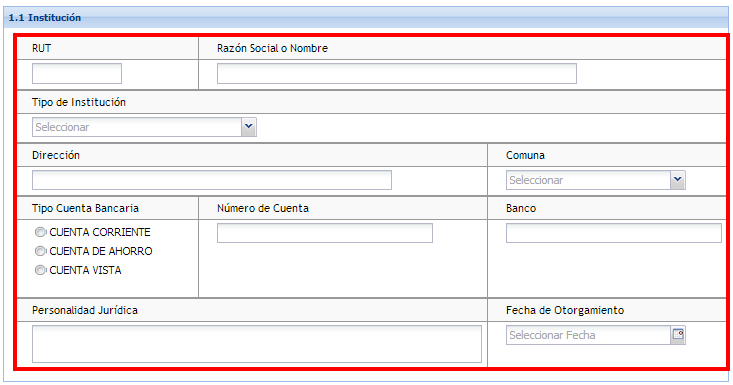 1.1 Institución
RUT
Razón Social o Nombre
Tipo de Institución
Seleccionar
Dirección
Comuna
Seleccionar
Tipo Cuenta Bancaria
Número de Cuenta
Banco
CUENTA CORRIENTE
CUENTA DE AHORRO
CUENTA VISTA
Personalidad Jurídica
Fecha de Otorgamiento
Seleccionar Fecha